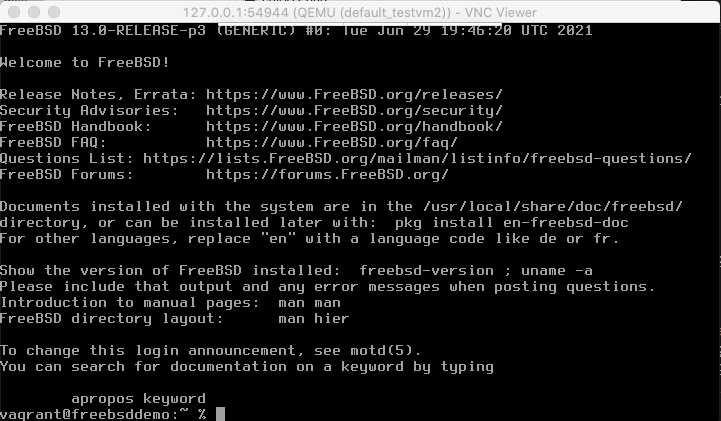 127.0.0.1:54944 (QEMU (default_testvm2)) - VNC Viewer
FreeBSD 13.0-RELEASE-p3 (GENERIC) #0: Tue Jun 29 19:46:20 UTC 2021
Welcome to FreeBSD!
Release Notes, Errata: https://www.FreeBSD.org/releases/
Security Advisories:   https://www.FreeBSD.org/security/
FreeBSD Handbook:      https://www.FreeBSD.org/handbook/
FreeBSD FAQ:           https://www.FreeBSD.org/faq/
Questions List: https://lists.FreeBSD.org/mailman/listinfo/freebsd-questions/
FreeBSD Forums:        https://forums.FreeBSD.org/
Documents installed with the system are in the /usr/local/share/doc/freebsd/
directory, or can be installed later with:  pkg install en-freebsd-doc
For other languages, replace "en" with a language code like de or fr.
Show the version of FreeBSD installed:  freebsd-version ; uname -a
Please include that output and any error messages when posting questions.
Introduction to manual pages:  man man
FreeBSD directory layout:      man hier
To change this login announcement, see motd(5).
You can search for documentation on a keyword by typing
apropos keyword
vagrant@freebsddemo:~ %